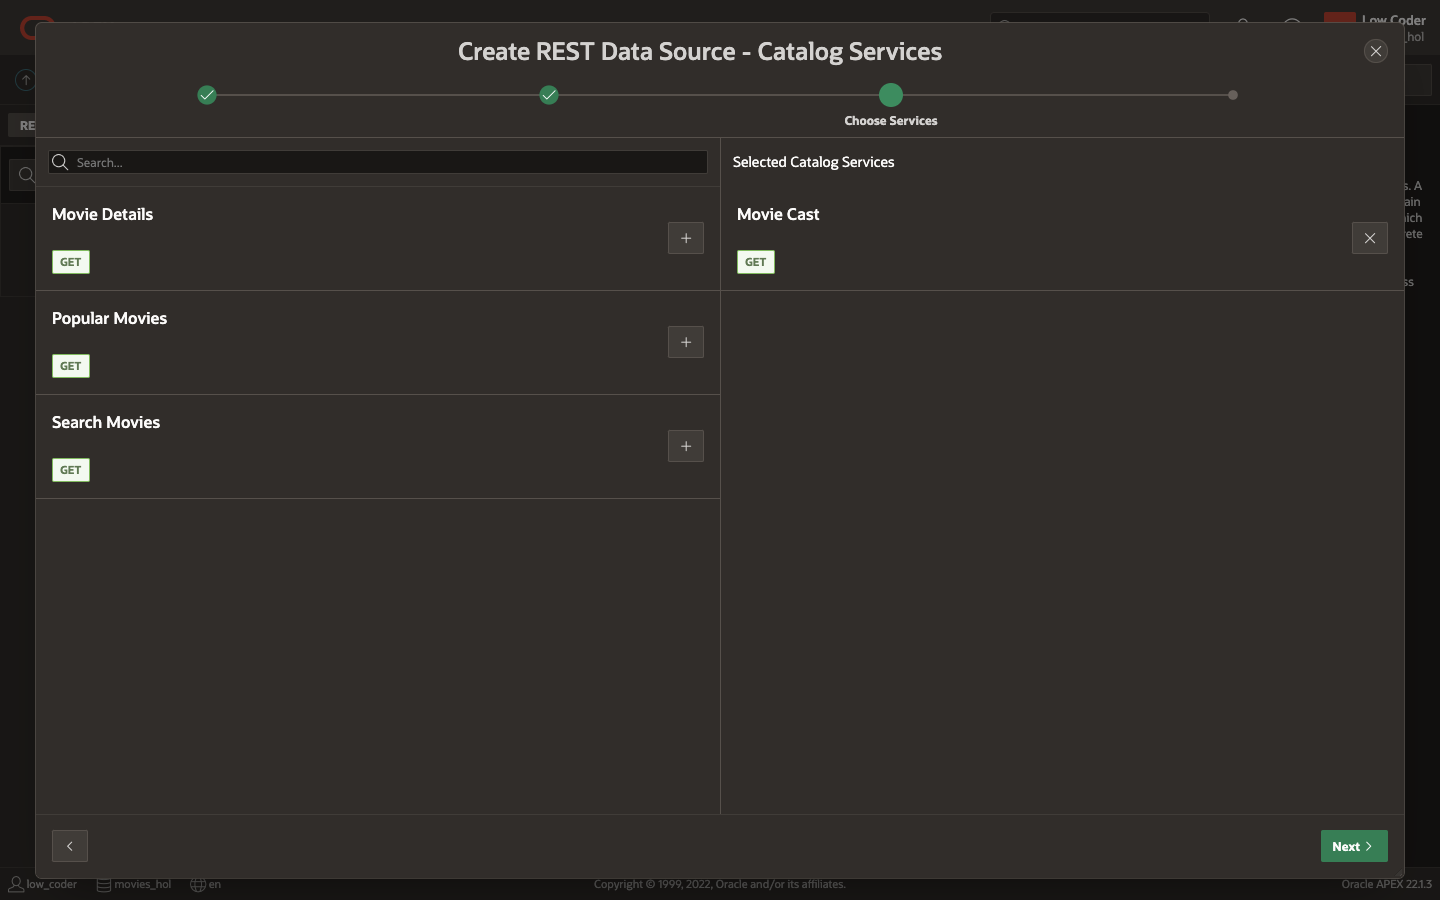 Low Coder
_hol
Create REST Data Source - Catalog Services
Choose Services
RE
Search...
Selected Catalog Services
Movie Details
GET
Movie Cast
GET
Popular Movies
GET
Search Movies
GET
s. A
ain
ich
ete
ss
Next
low_coder
movies_hol
en
Copyright © 1999, 2022, Oracle and/or its affiliates.
Oracle APEX 22.1.3